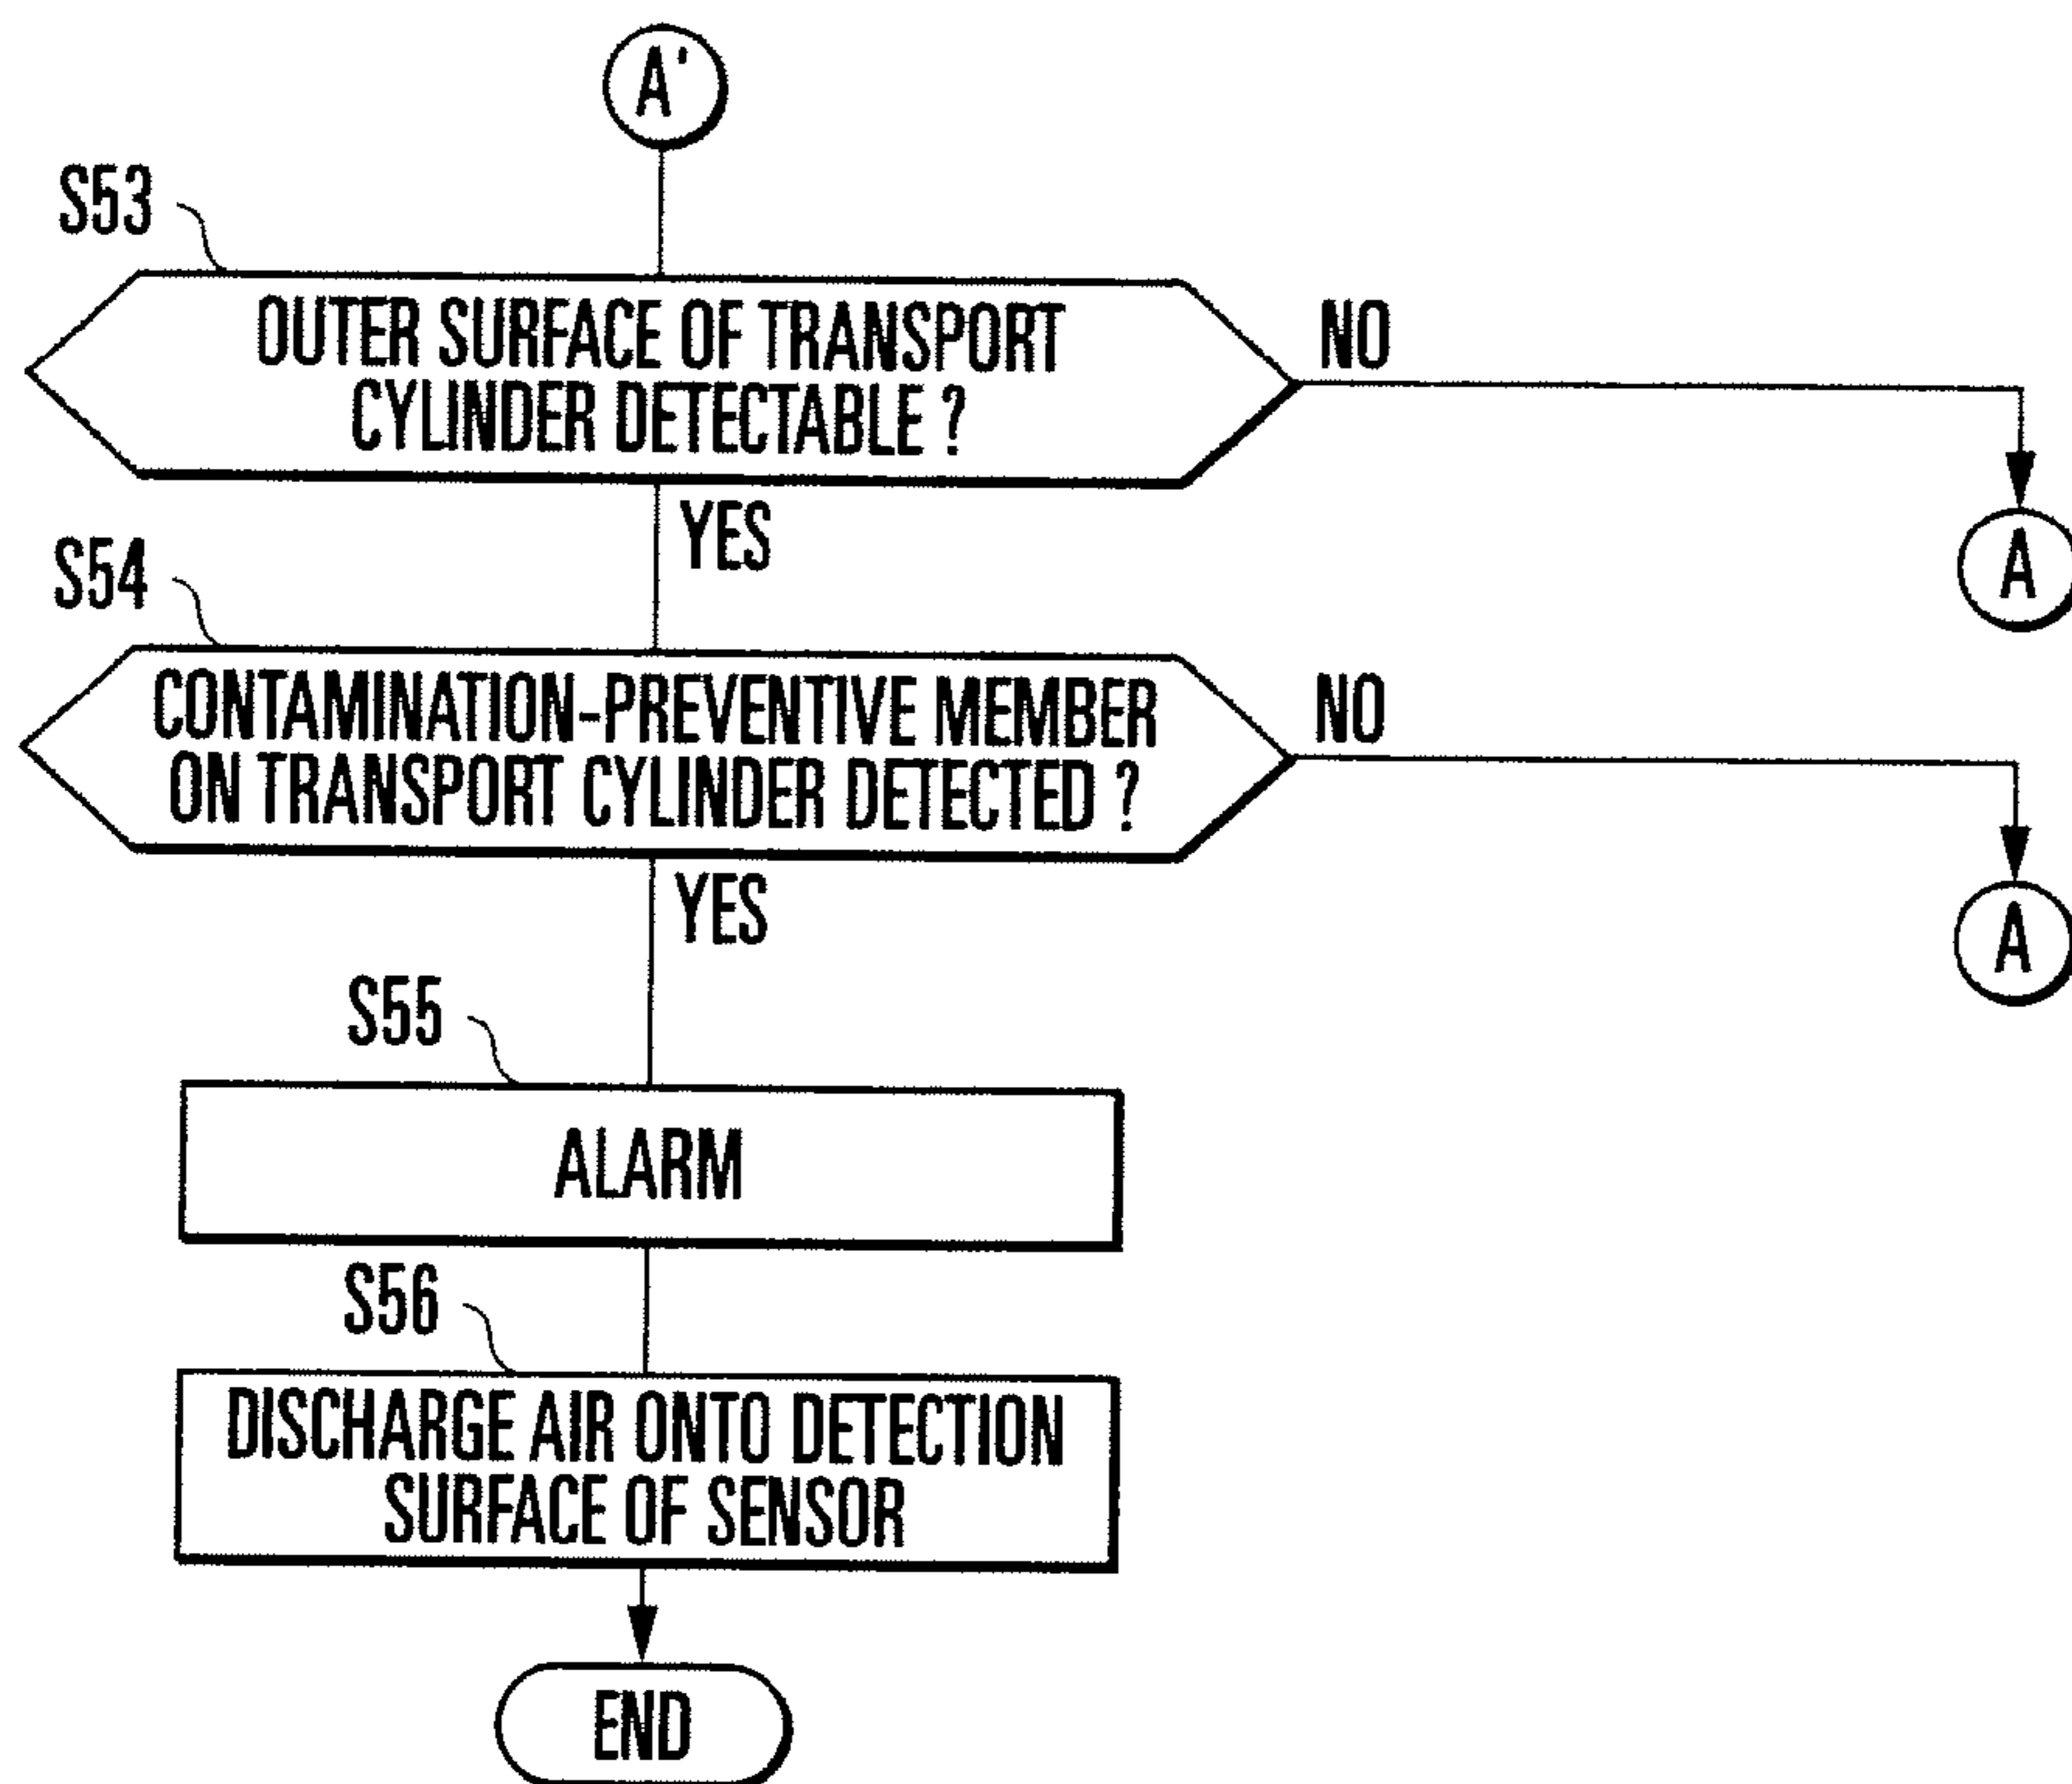 A'
S53
OUTER SURFACE OF TRANSPORT
CYLINDER DETECTABLE ?
NO
A
YES
S54
CONTAMINATION-PREVENTIVE MEMBER
ON TRANSPORT CYLINDER DETECTED ?
NO
A
YES
S55
ALARM
S56
DISCHARGE AIR ONTO DETECTION
SURFACE OF SENSOR
END